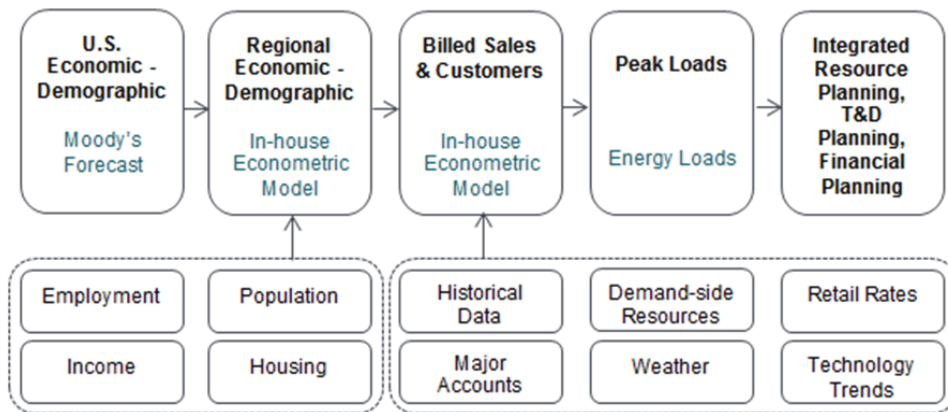 U.S.
Economic -
Demographic
Moody's
Forecast
Regional
Economic -
Demographic
In-house
Econometric
Model
Billed Sales
& Customers
In-house
Econometric
Model
Peak Loads
Energy Loads
Integrated
Resource
Planning,
T&D
Planning,
Financial
Planning
Employment
Population
Income
Housing
Historical
Data
Demand-side
Resources
Retail Rates
Major
Accounts
Weather
Technology
Trends